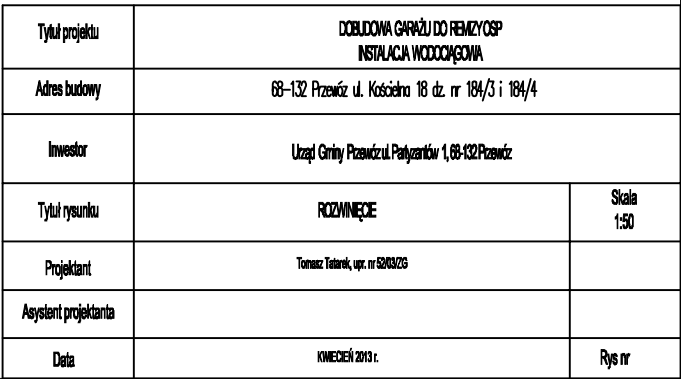 Tytuł projektu
DOBUDOWA GARAŻU DO REMIZY OSP
INSTALACJA WODOCIĄGOWA
Adres budowy
68-132 Przewóz ul. Kościelna 18 dz. nr 184/3 i 184/4
Inwestor
Urząd Gminy Przewóz ul. Partyzantów 1, 68-132 Przewóz
Tytuł rysunku
ROZWINIĘCIE
Skala
1:50
Projektant
Tomasz Tatarek, upr. nr 52/03/ZG
Asystent projektanta
Data
KWIECIEŃ 2013 r.
Rys nr